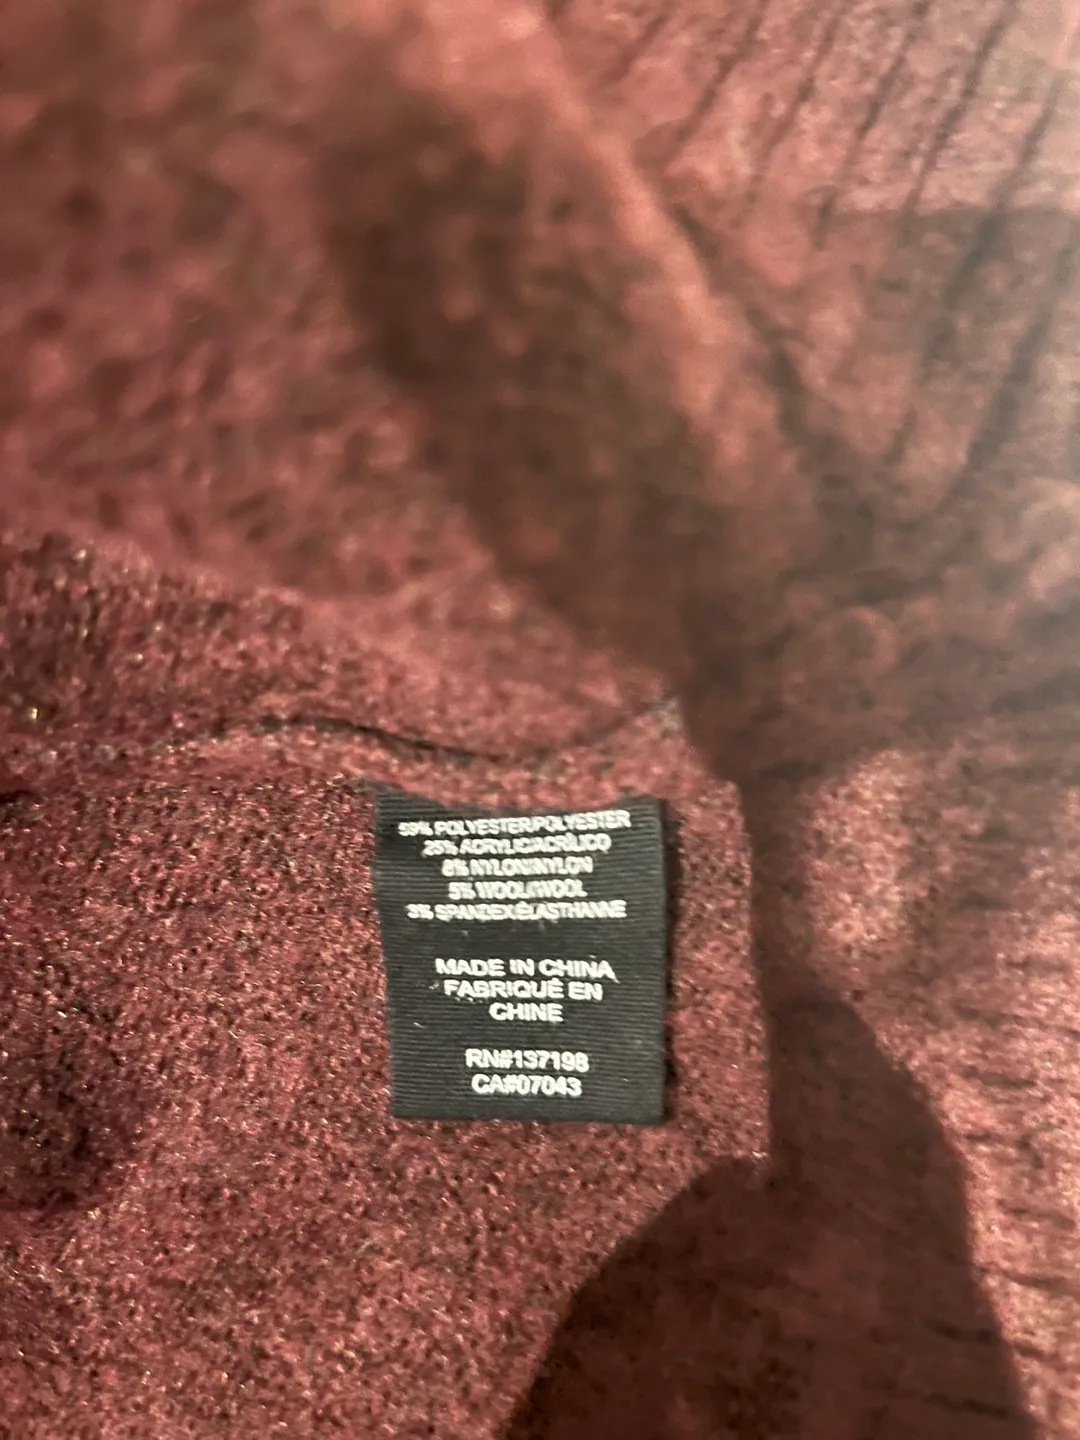 59% POLYESTER/POLYESTER
25% ACRYLIC/ACRILICO
8% NYLON/NYLON
5% WOOL/WOOL
3% SPANDEX/ÉLASTHANNE
MADE IN CHINA
FABRIQUÉ EN
CHINE
RN#137198
CA#07043